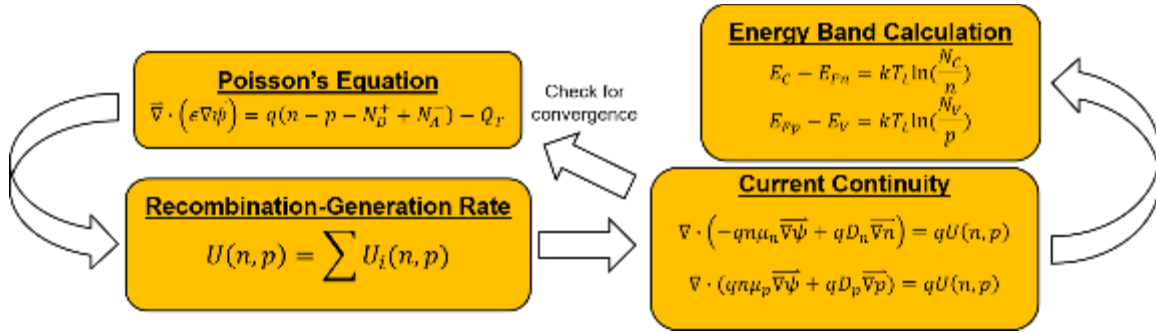 Poisson's Equation
∇⃗ · (ϵ∇ψ⃗) = q(n − p − N_D^+ + N_A^−) − Q_T
Recombination-Generation Rate
U(n, p) = ∑ U_i(n, p)
Check for
convergence
Energy Band Calculation
E_C − E_Fn = kT_L ln(N_C/n)
E_Fp − E_V = kT_L ln(N_V/p)
Current Continuity
∇ · (−qnμ_n ∇ψ⃗ + qD_n ∇n⃗) = qU(n, p)
∇ · (qnμ_p ∇ψ⃗ + qD_p ∇p⃗) = qU(n, p)